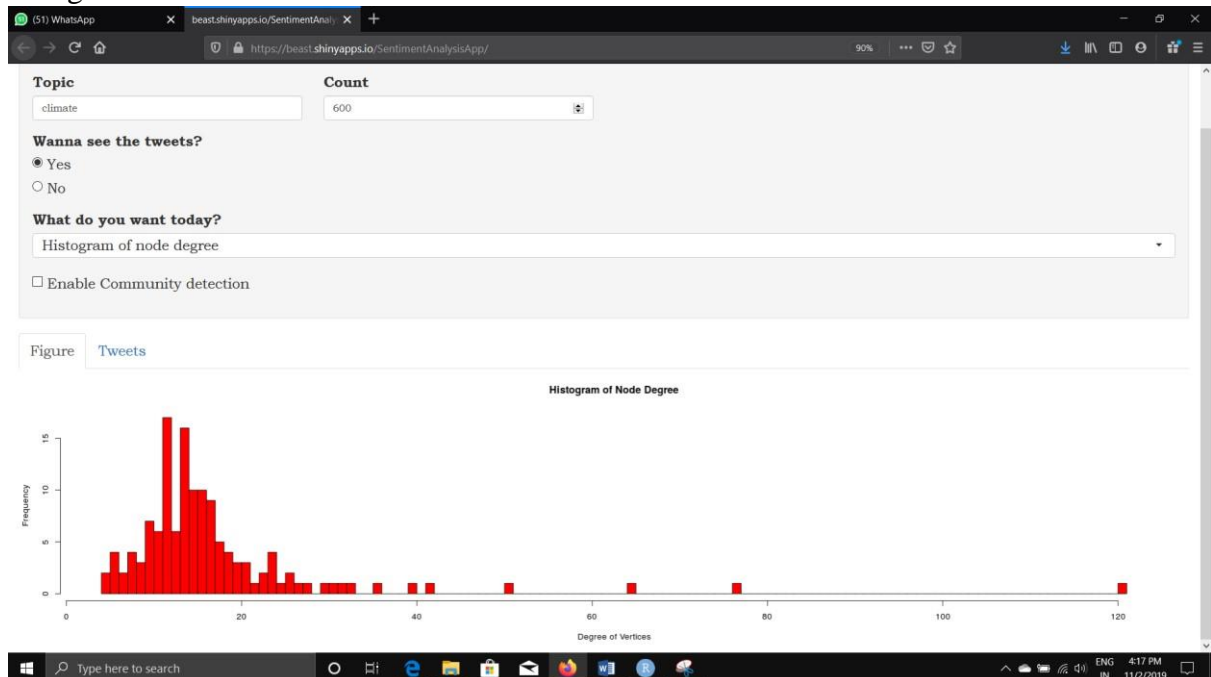 (51) WhatsApp
beast.shinyapps.io/SentimentAnaly
https://beast.shinyapps.io/SentimentAnalysisApp/
90%
Topic
Count
climate
600
Wanna see the tweets?
Yes
No
What do you want today?
Histogram of node degree
Enable Community detection
Figure Tweets
Histogram of Node Degree
Frequency
15
10
5
0
0 20 40 60 80 100 120
Degree of Vertices
Type here to search
ENG 4:17 PM
IN 11/2/2019